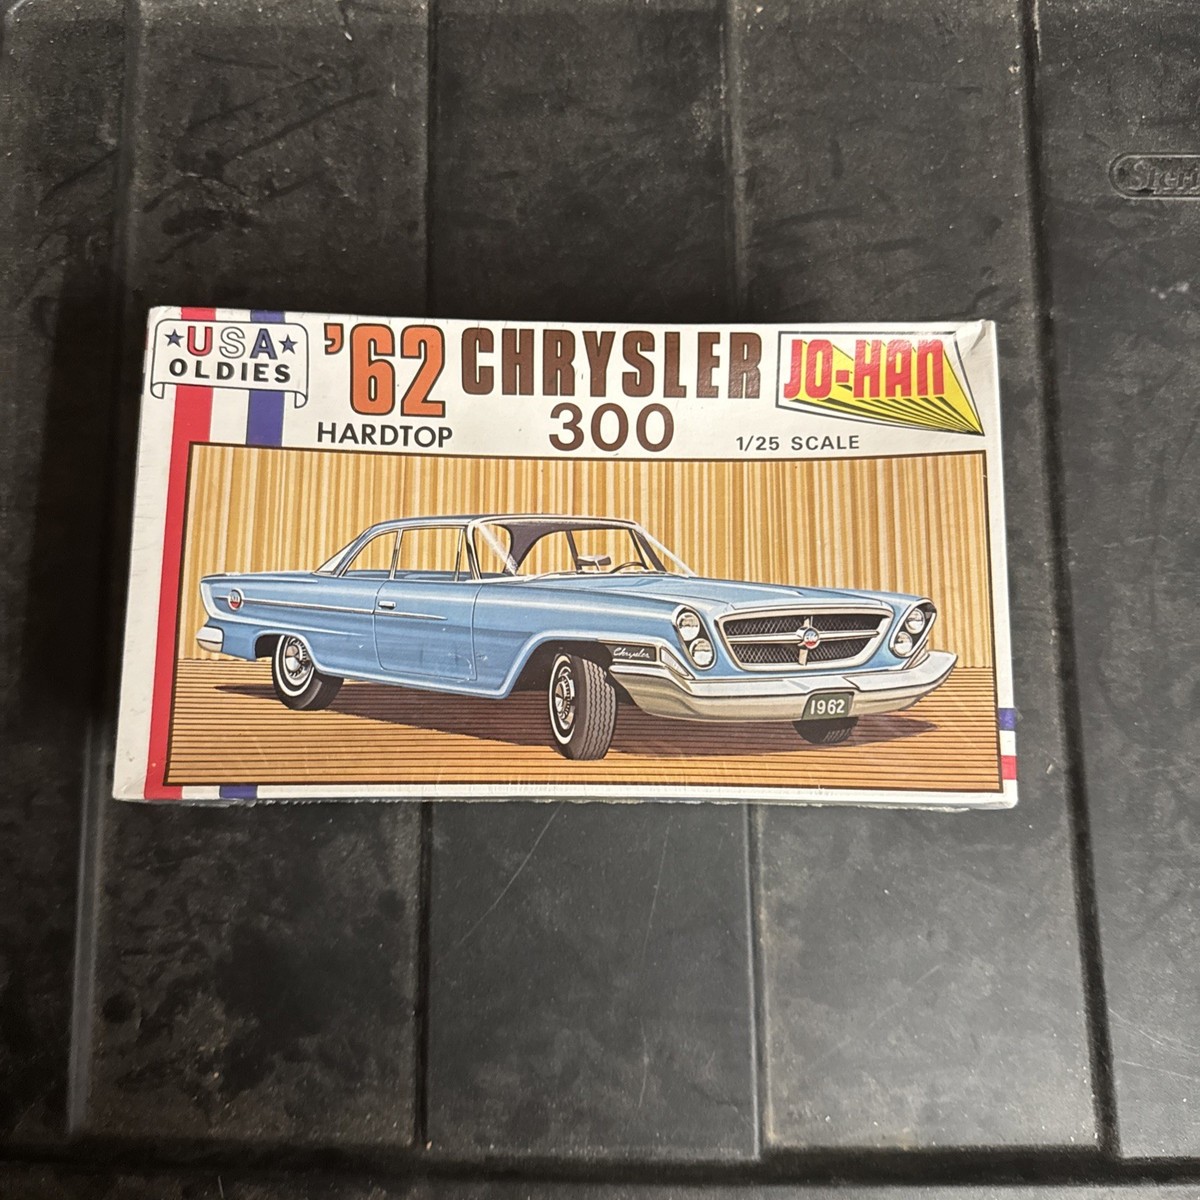 USA
OLDIES
'62 CHRYSLER
HARDTOP
300
JO-HAN
1/25 SCALE
Chrysler
1962